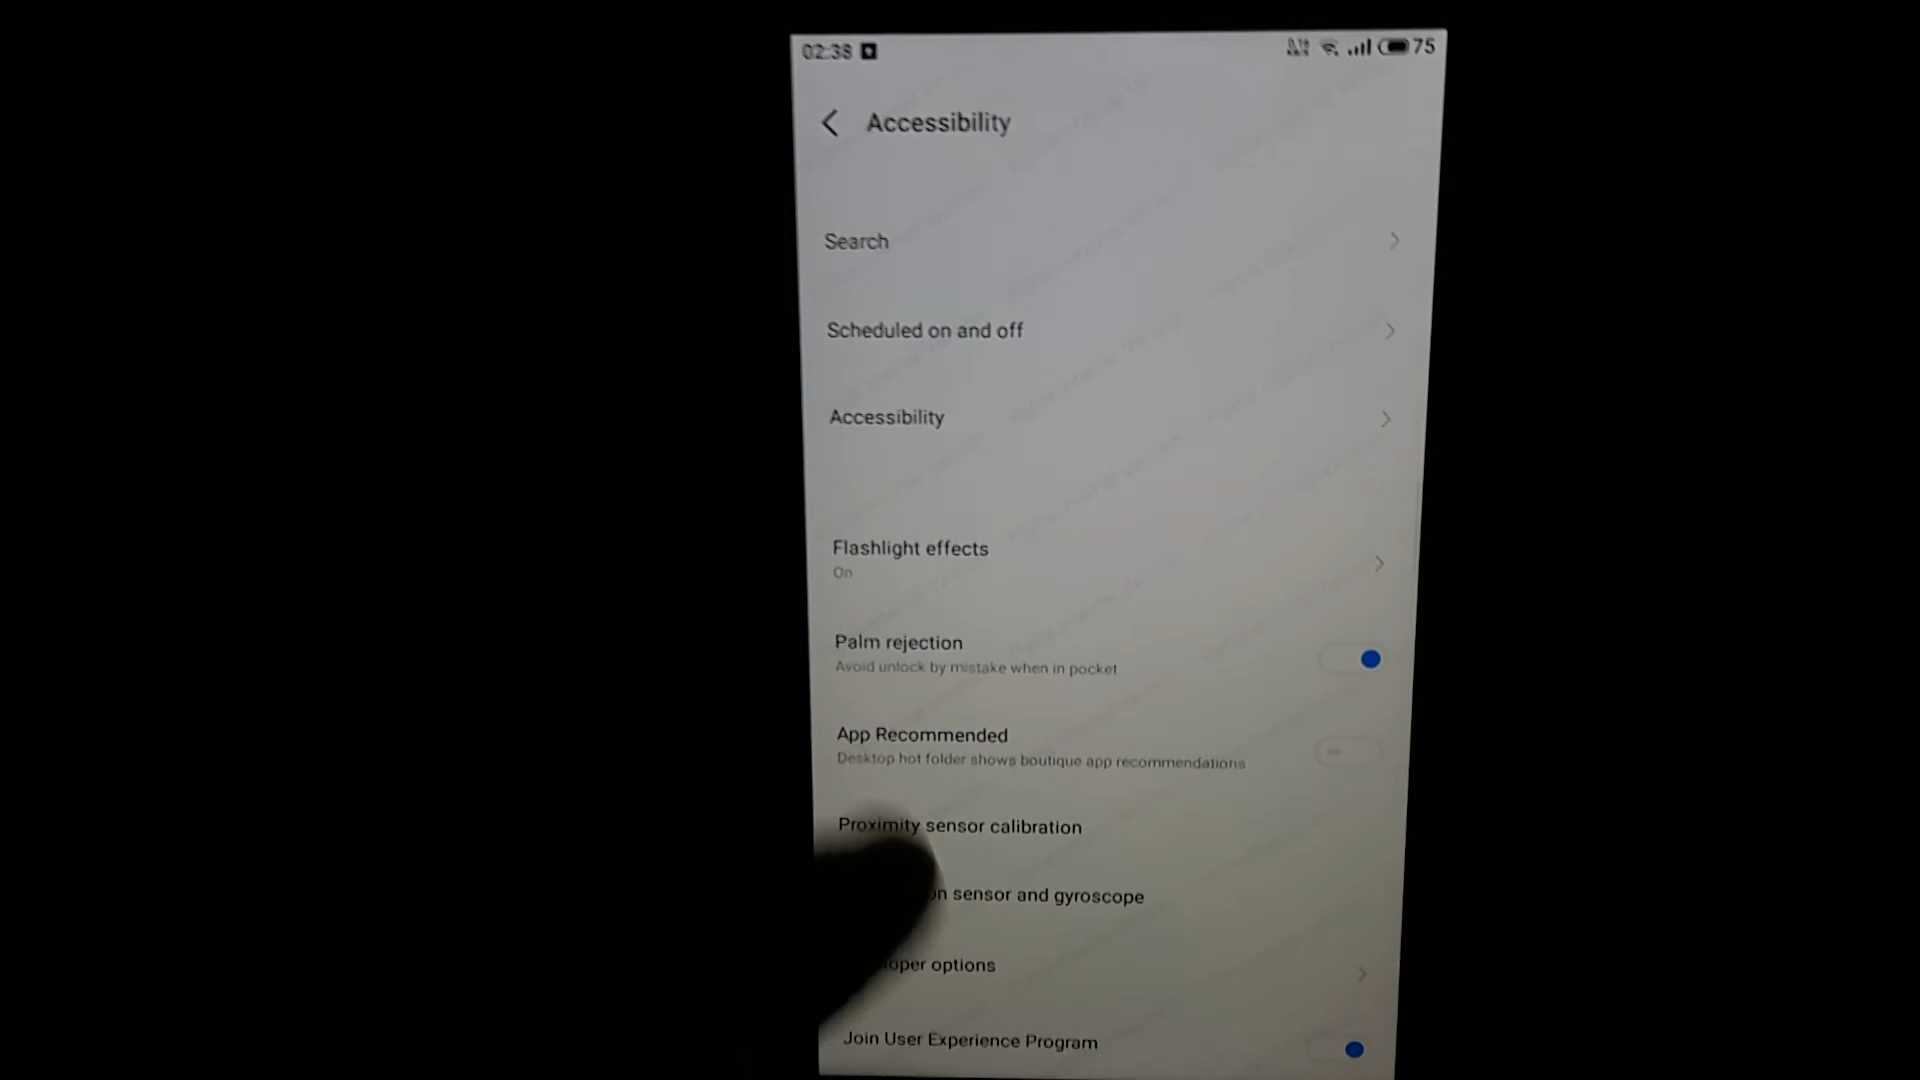 02:38
75
Accessibility
Search
Scheduled on and off
Accessibility
Flashlight effects
On
Palm rejection
Avoid unlock by mistake when in pocket
App Recommended
Desktop hot folder shows boutique app recommendations
Proximity sensor calibration
sensor and gyroscope
options
Join User Experience Program